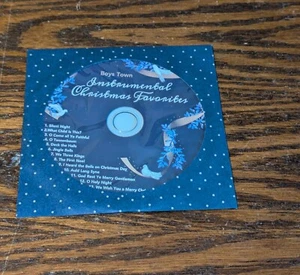 Boys Town
Instrumental
Christmas Favorites
1. Silent Night
2. What Child is This?
3. O Come All Ye Faithful
4. O Tannenbaum
5. Deck the Halls
6. Jingle Bells
7. We Three Kings
8. The First Noel
9. I Heard the Bells on Christmas Day
10. Auld Lang Syne
11. God Rest Ye Merry Gentlemen
12. O Holy Night
13. We Wish You a Merry Ch